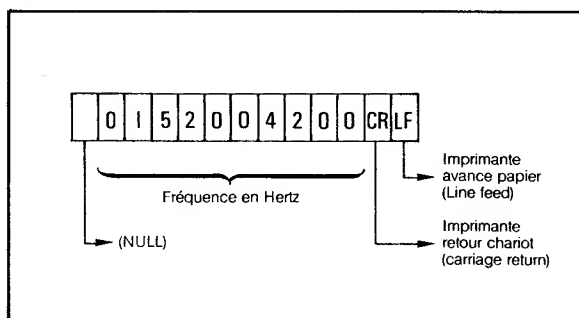 0 1 5 2 0 0 4 2 0 0 CR LF
Imprimante
avance papier
(Line feed)
Fréquence en Hertz
Imprimante
retour chariot
(carriage return)
(NULL)